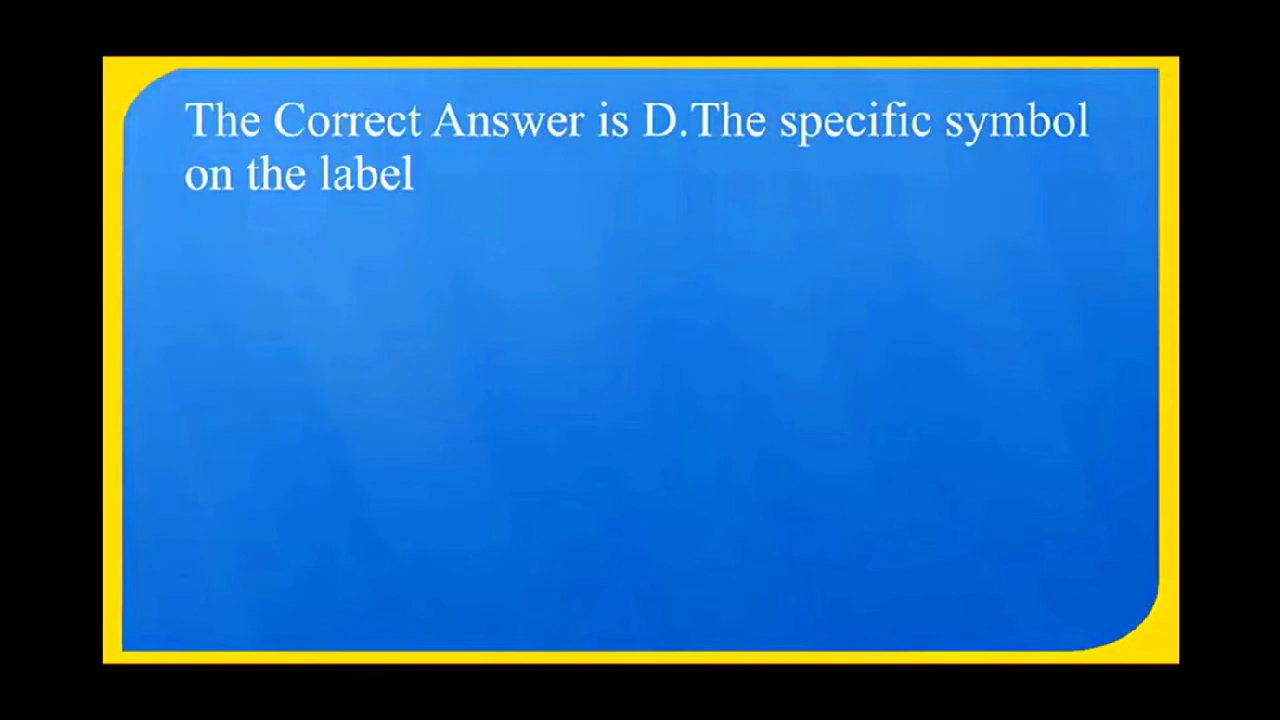 The Correct Answer is D.The specific symbol
on the label